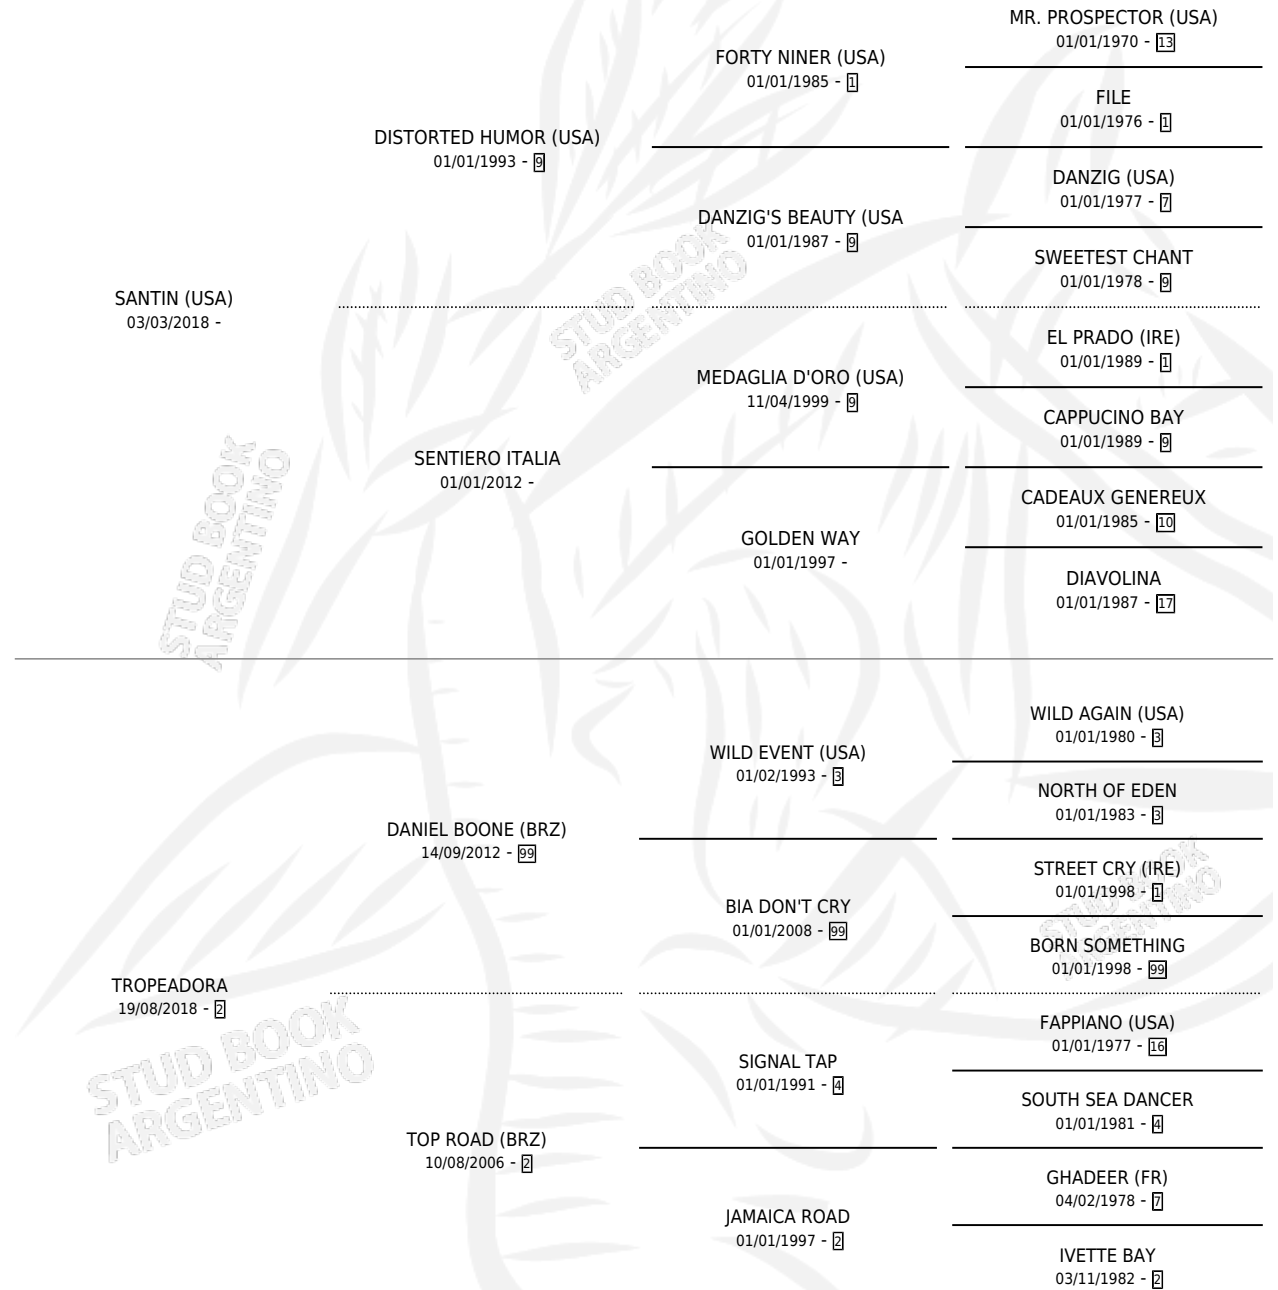 MR. PROSPECTOR (USA)
01/01/1970 - 13
FORTY NINER (USA)
01/01/1985 - 1
FILE
01/01/1976 - 1
DISTORTED HUMOR (USA)
01/01/1993 - 9
DANZIG (USA)
01/01/1977 - 7
DANZIG'S BEAUTY (USA
01/01/1987 - 9
SWEETEST CHANT
01/01/1978 - 9
SANTIN (USA)
03/03/2018 -
EL PRADO (IRE)
01/01/1989 - 1
MEDAGLIA D'ORO (USA)
11/04/1999 - 9
CAPPUCINO BAY
01/01/1989 - 9
SENTIERO ITALIA
01/01/2012 -
CADEAUX GENEREUX
01/01/1985 - 10
GOLDEN WAY
01/01/1997 -
DIAVOLINA
01/01/1987 - 17
WILD AGAIN (USA)
01/01/1980 - 3
WILD EVENT (USA)
01/02/1993 - 3
NORTH OF EDEN
01/01/1983 - 3
DANIEL BOONE (BRZ)
14/09/2012 - 99
STREET CRY (IRE)
01/01/1998 - 1
BIA DON'T CRY
01/01/2008 - 99
BORN SOMETHING
01/01/1998 - 99
TROPEADORA
19/08/2018 - 2
FAPPIANO (USA)
01/01/1977 - 16
SIGNAL TAP
01/01/1991 - 4
SOUTH SEA DANCER
01/01/1981 - 4
TOP ROAD (BRZ)
10/08/2006 - 2
GHADEER (FR)
04/02/1978 - 7
JAMAICA ROAD
01/01/1997 - 2
IVETTE BAY
03/11/1982 - 2
STUD BOOK
ARGENTINO
STUD BOOK
ARGENTINO
STUD BOOK
ARGENTINO
STUD BOOK
ARGENTINO